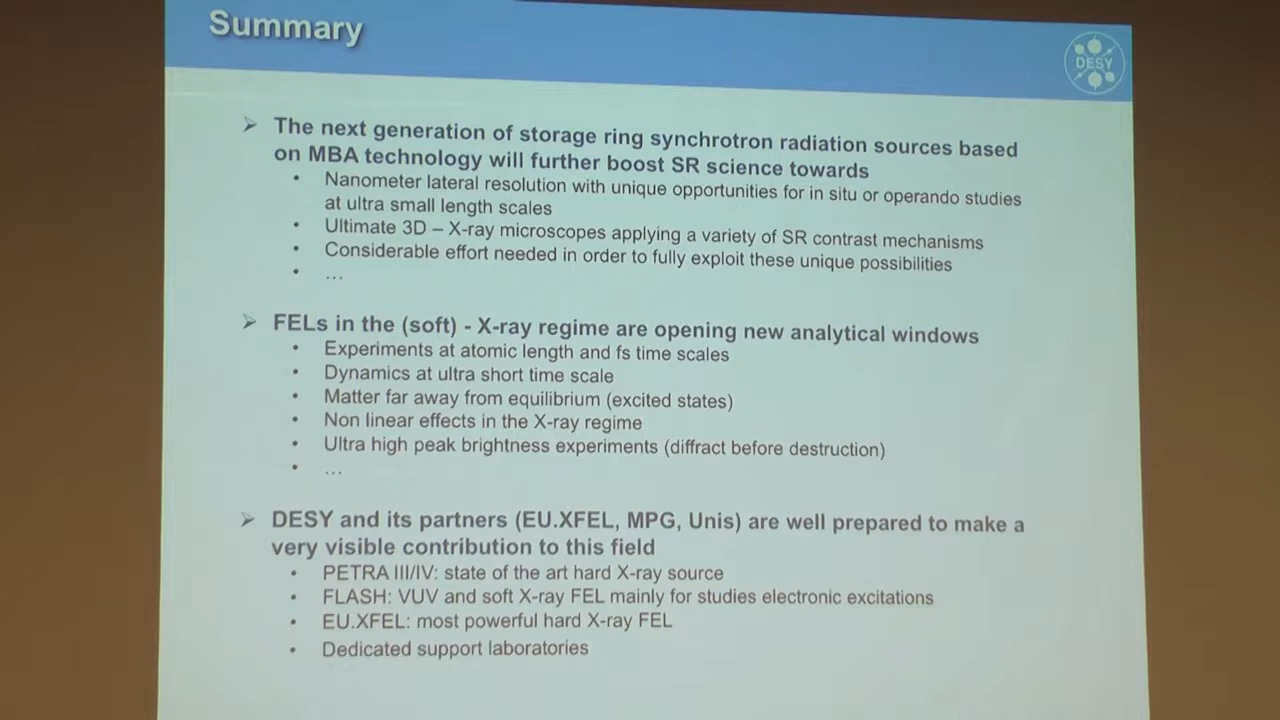 Summary
DESY
➢ The next generation of storage ring synchrotron radiation sources based
on MBA technology will further boost SR science towards
• Nanometer lateral resolution with unique opportunities for in situ or operando studies
at ultra small length scales
• Ultimate 3D – X-ray microscopes applying a variety of SR contrast mechanisms
• Considerable effort needed in order to fully exploit these unique possibilities
• …
➢ FELs in the (soft) - X-ray regime are opening new analytical windows
• Experiments at atomic length and fs time scales
• Dynamics at ultra short time scale
• Matter far away from equilibrium (excited states)
• Non linear effects in the X-ray regime
• Ultra high peak brightness experiments (diffract before destruction)
• …
➢ DESY and its partners (EU.XFEL, MPG, Unis) are well prepared to make a
very visible contribution to this field
• PETRA III/IV: state of the art hard X-ray source
• FLASH: VUV and soft X-ray FEL mainly for studies electronic excitations
• EU.XFEL: most powerful hard X-ray FEL
• Dedicated support laboratories